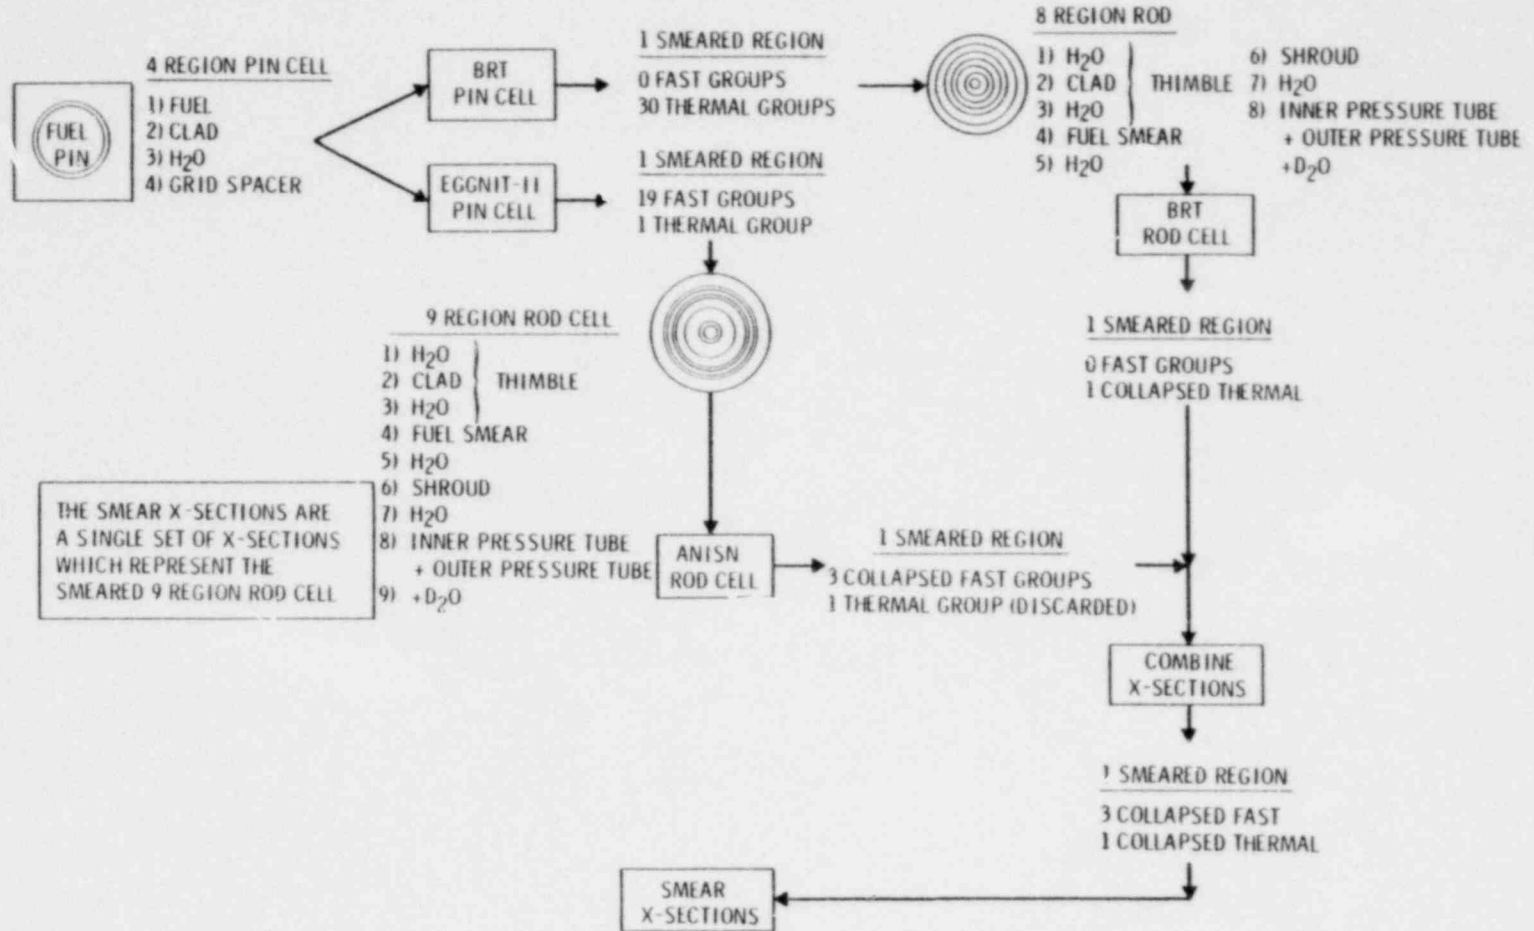 FUEL
PIN
4 REGION PIN CELL
1) FUEL
2) CLAD
3) H2O
4) GRID SPACER
BRT
PIN CELL
1 SMEARED REGION
0 FAST GROUPS
30 THERMAL GROUPS
8 REGION ROD
1) H2O
2) CLAD
3) H2O
THIMBLE
4) FUEL SMEAR
5) H2O
6) SHROUD
7) H2O
8) INNER PRESSURE TUBE
+ OUTER PRESSURE TUBE
+D2O
EGGNIT-II
PIN CELL
1 SMEARED REGION
19 FAST GROUPS
1 THERMAL GROUP
BRT
ROD CELL
9 REGION ROD CELL
1) H2O
2) CLAD
3) H2O
THIMBLE
4) FUEL SMEAR
5) H2O
6) SHROUD
7) H2O
8) INNER PRESSURE TUBE
+ OUTER PRESSURE TUBE
9) +D2O
1 SMEARED REGION
0 FAST GROUPS
1 COLLAPSED THERMAL
THE SMEAR X-SECTIONS ARE
A SINGLE SET OF X-SECTIONS
WHICH REPRESENT THE
SMEARED 9 REGION ROD CELL
ANISN
ROD CELL
1 SMEARED REGION
3 COLLAPSED FAST GROUPS
1 THERMAL GROUP (DISCARDED)
COMBINE
X-SECTIONS
1 SMEARED REGION
3 COLLAPSED FAST
1 COLLAPSED THERMAL
SMEAR
X-SECTIONS